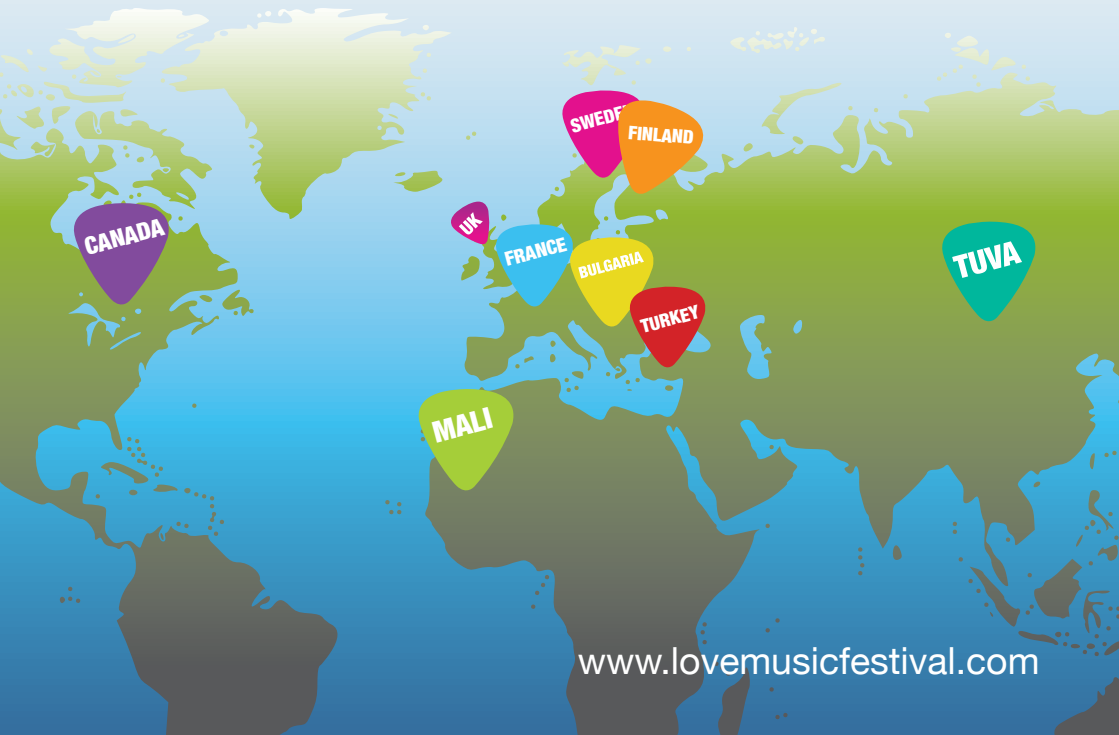 SWEDE
FINLAND
CANADA
UK
FRANCE
BULGARIA
TUVA
TURKEY
MALI
www.lovemusicfestival.com